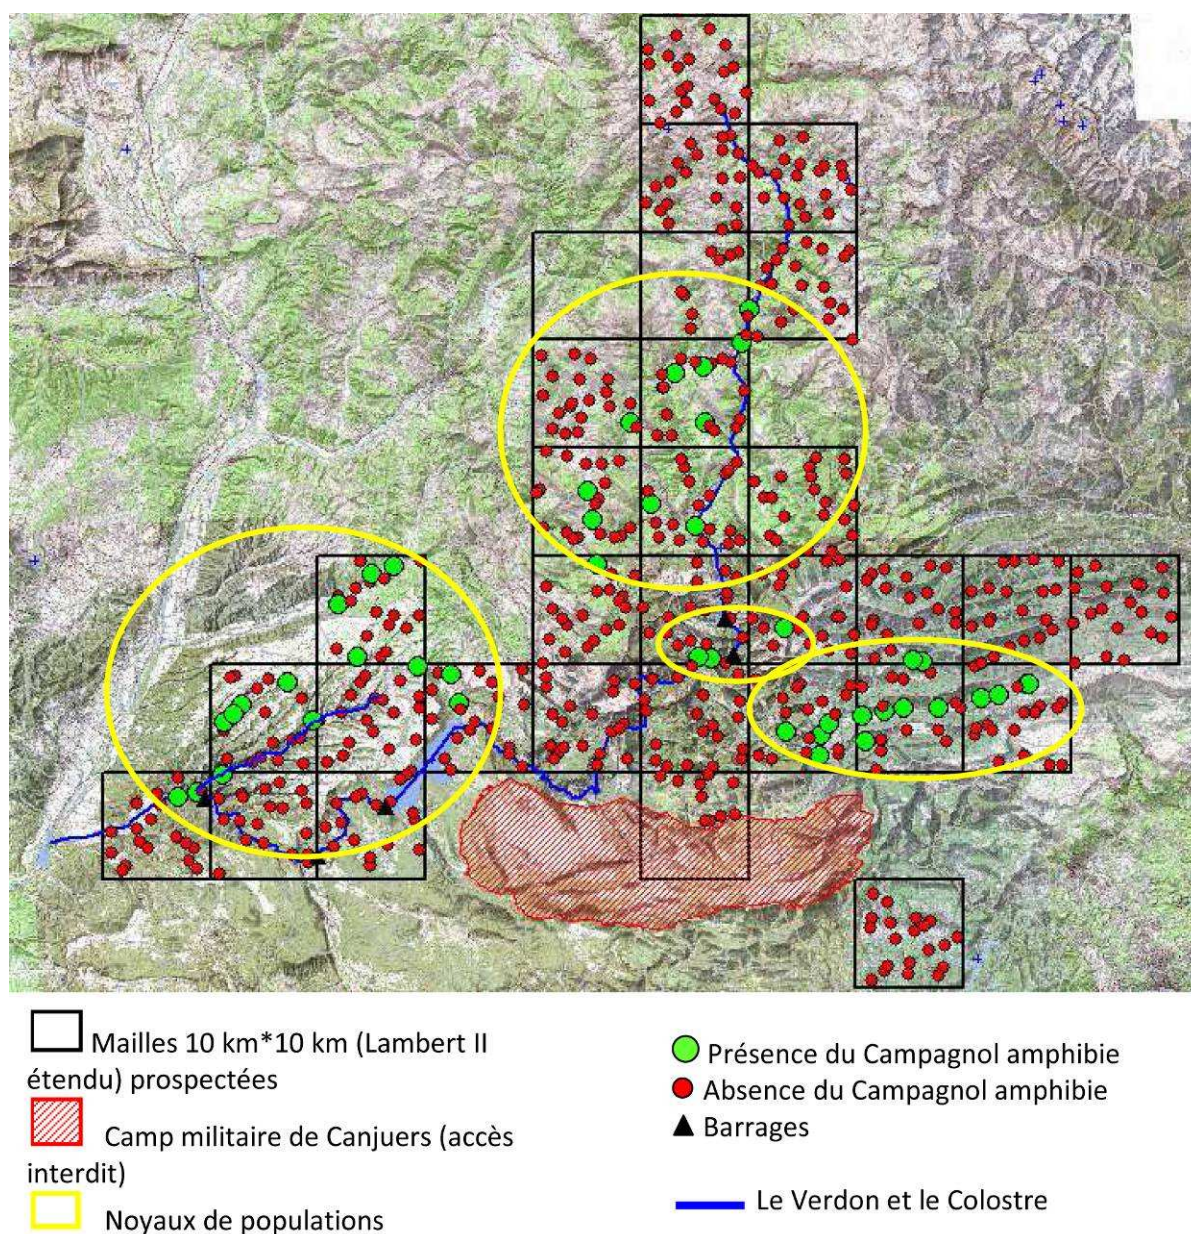 Mailles 10 km*10 km (Lambert II
étendu) prospectées
Camp militaire de Canjuers (accès
interdit)
Noyaux de populations
Présence du Campagnol amphibie
Absence du Campagnol amphibie
Barrages
Le Verdon et le Colostre